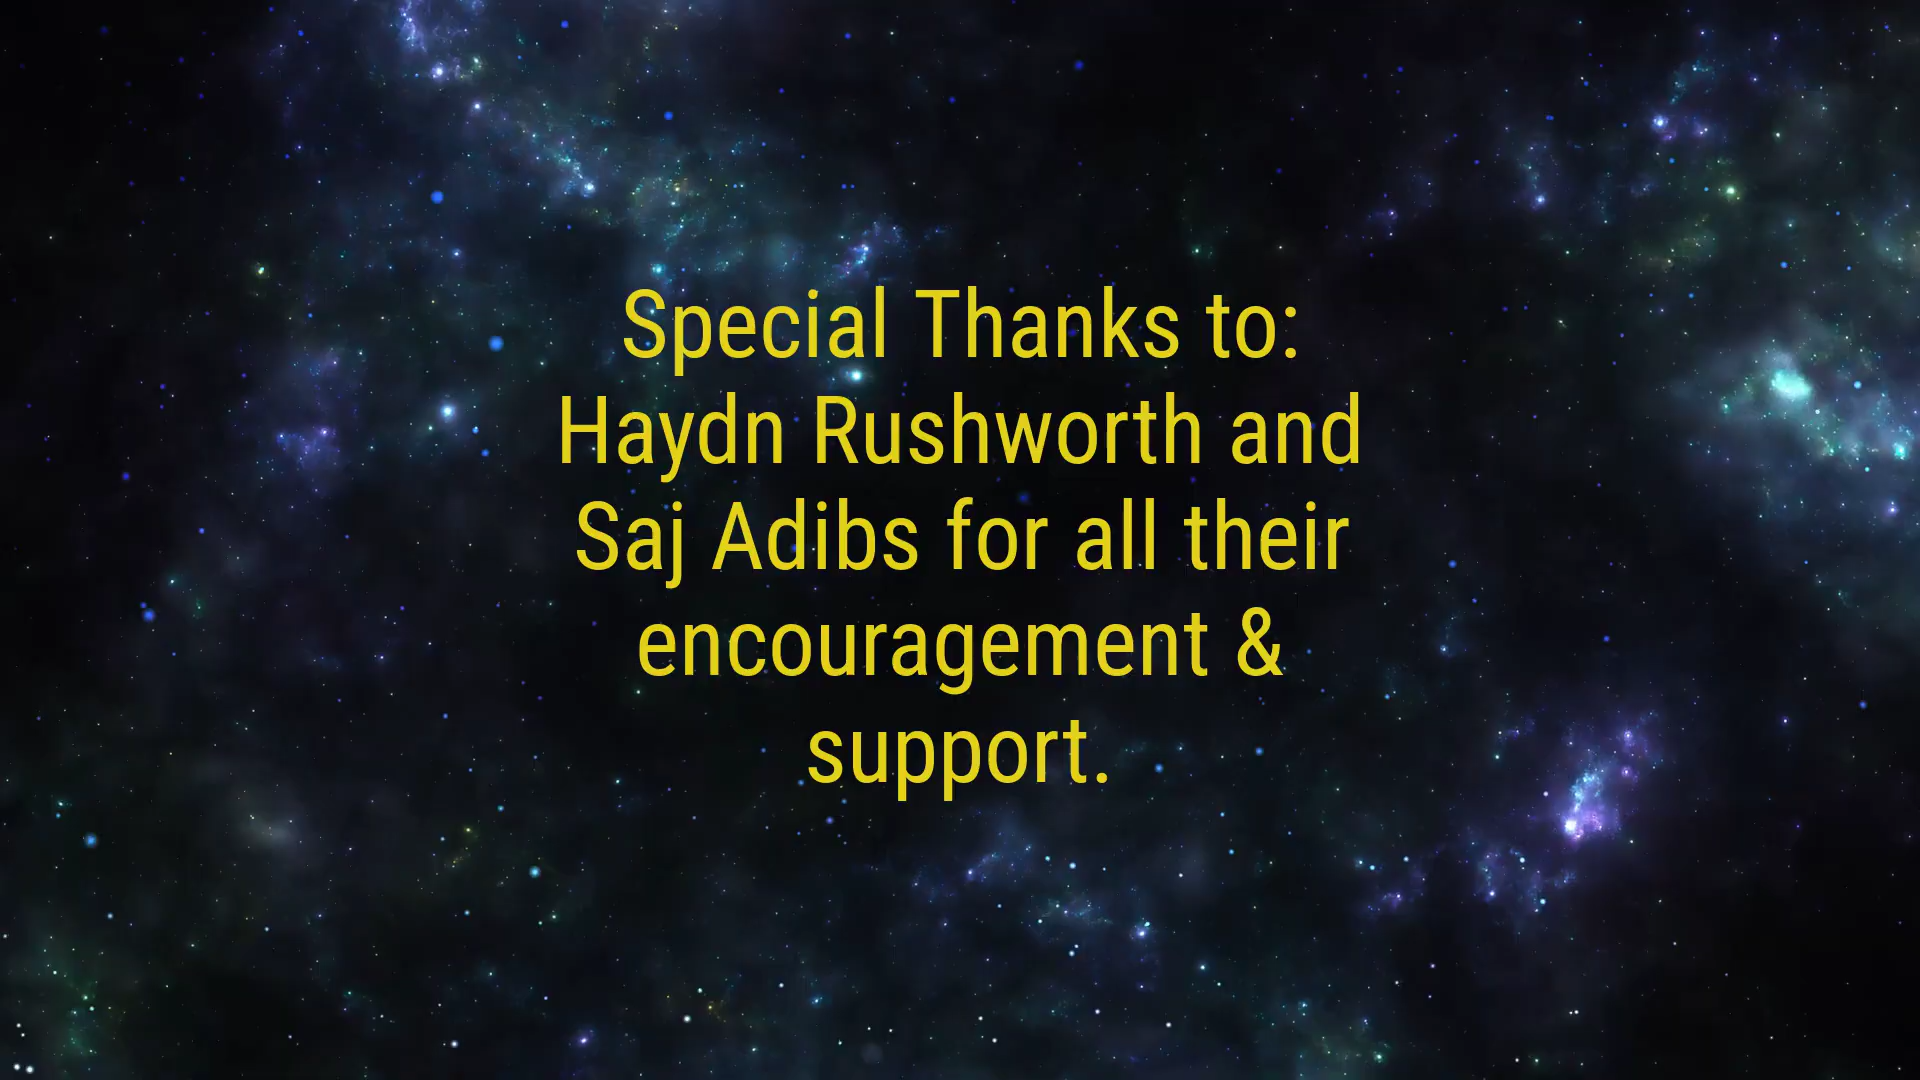 Special Thanks to:
Haydn Rushworth and
Saj Adibs for all their
encouragement &
support.